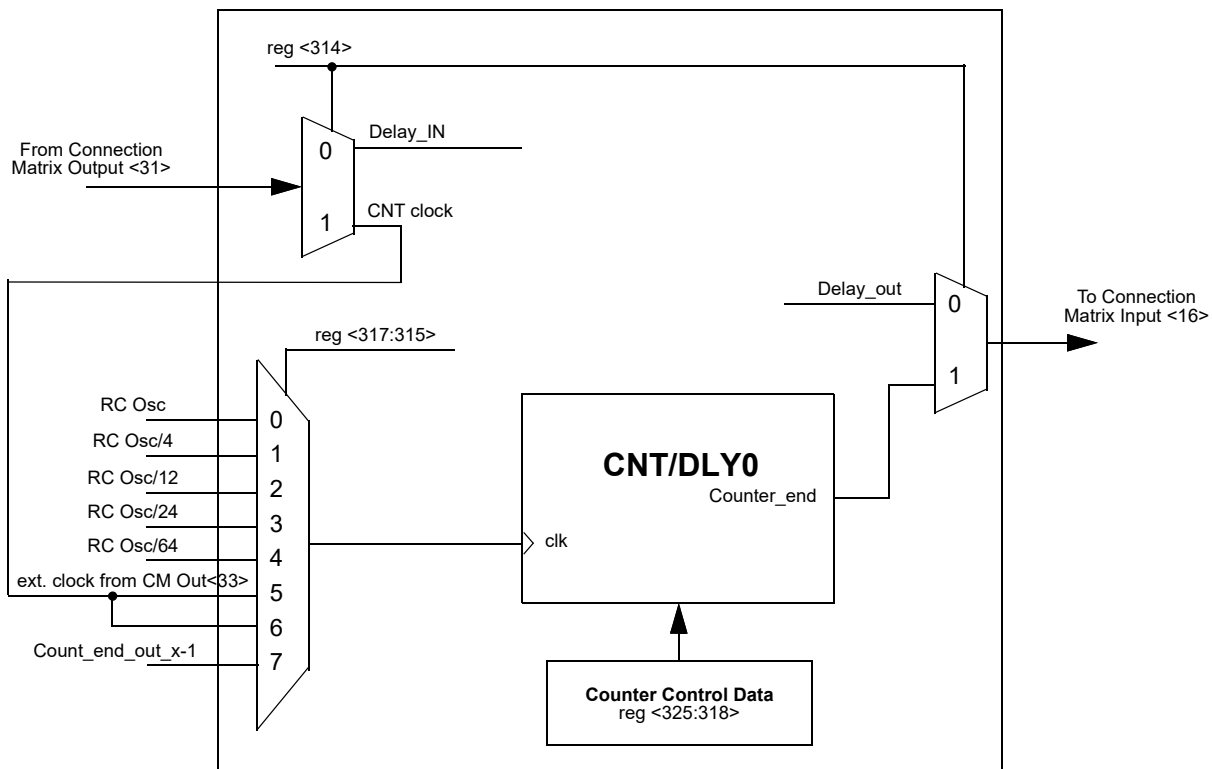 reg <314>
Delay_IN
0
From Connection
Matrix Output <31>
1
CNT clock
Delay_out
0
To Connection
Matrix Input <16>
1
reg <317:315>
RC Osc
0
RC Osc/4
1
RC Osc/12
2
RC Osc/24
3
RC Osc/64
4
ext. clock from CM Out<33>
5
6
Count_end_out_x-1
7
CNT/DLY0
Counter_end
clk
Counter Control Data
reg <325:318>